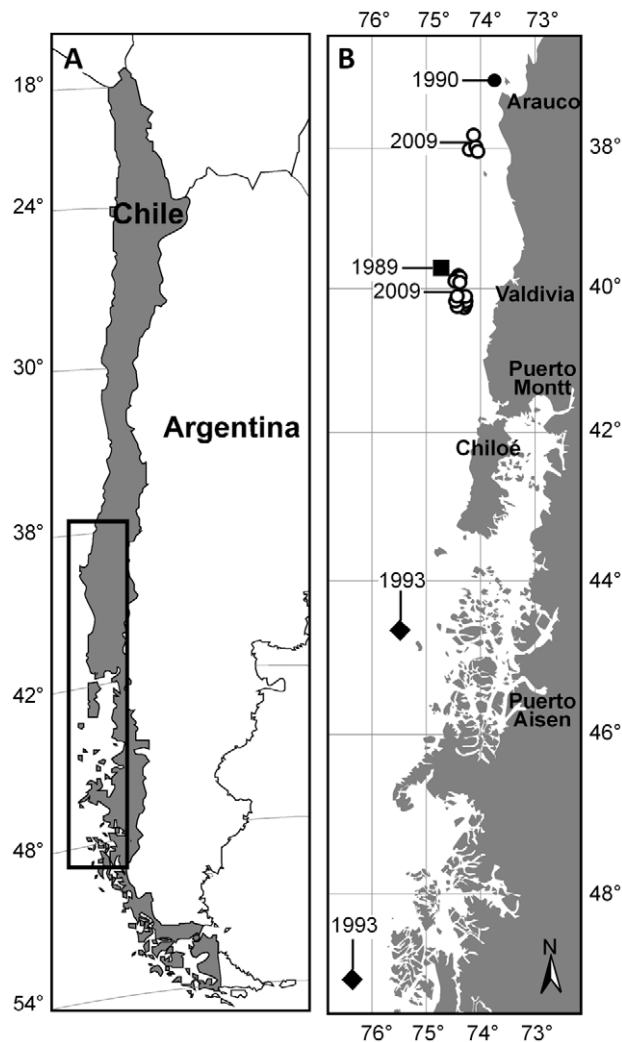 A
18°
24°
Chile
30°
Argentina
38°
42°
48°
54°
76° 75° 74° 73°
B
1990
Arauco
2009
38°
1989
2009
Valdivia
40°
Puerto
Montt
42°
Chiloé
1993
44°
Puerto
Aisen
46°
48°
1993
N
76° 75° 74° 73°